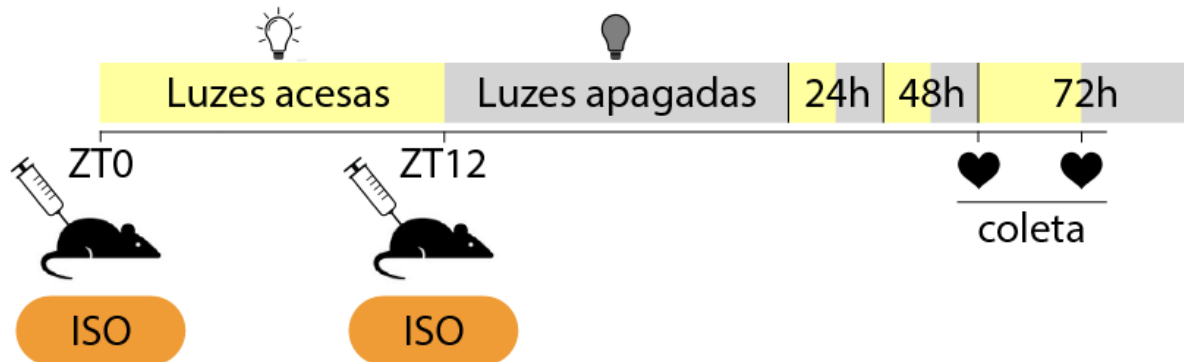 Luzes acesas Luzes apagadas 24h 48h 72h
ZT0 ZT12
coleta
ISO ISO